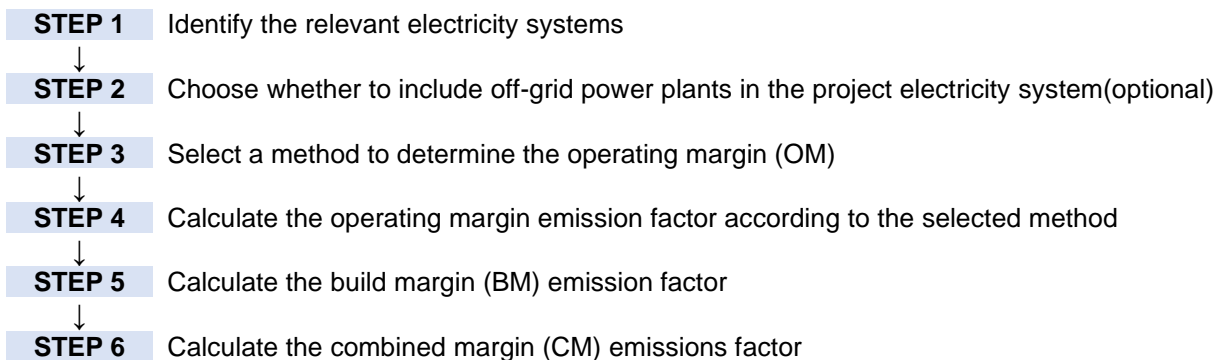 STEP 1 Identify the relevant electricity systems
↓
STEP 2 Choose whether to include off-grid power plants in the project electricity system(optional)
↓
STEP 3 Select a method to determine the operating margin (OM)
↓
STEP 4 Calculate the operating margin emission factor according to the selected method
↓
STEP 5 Calculate the build margin (BM) emission factor
↓
STEP 6 Calculate the combined margin (CM) emissions factor